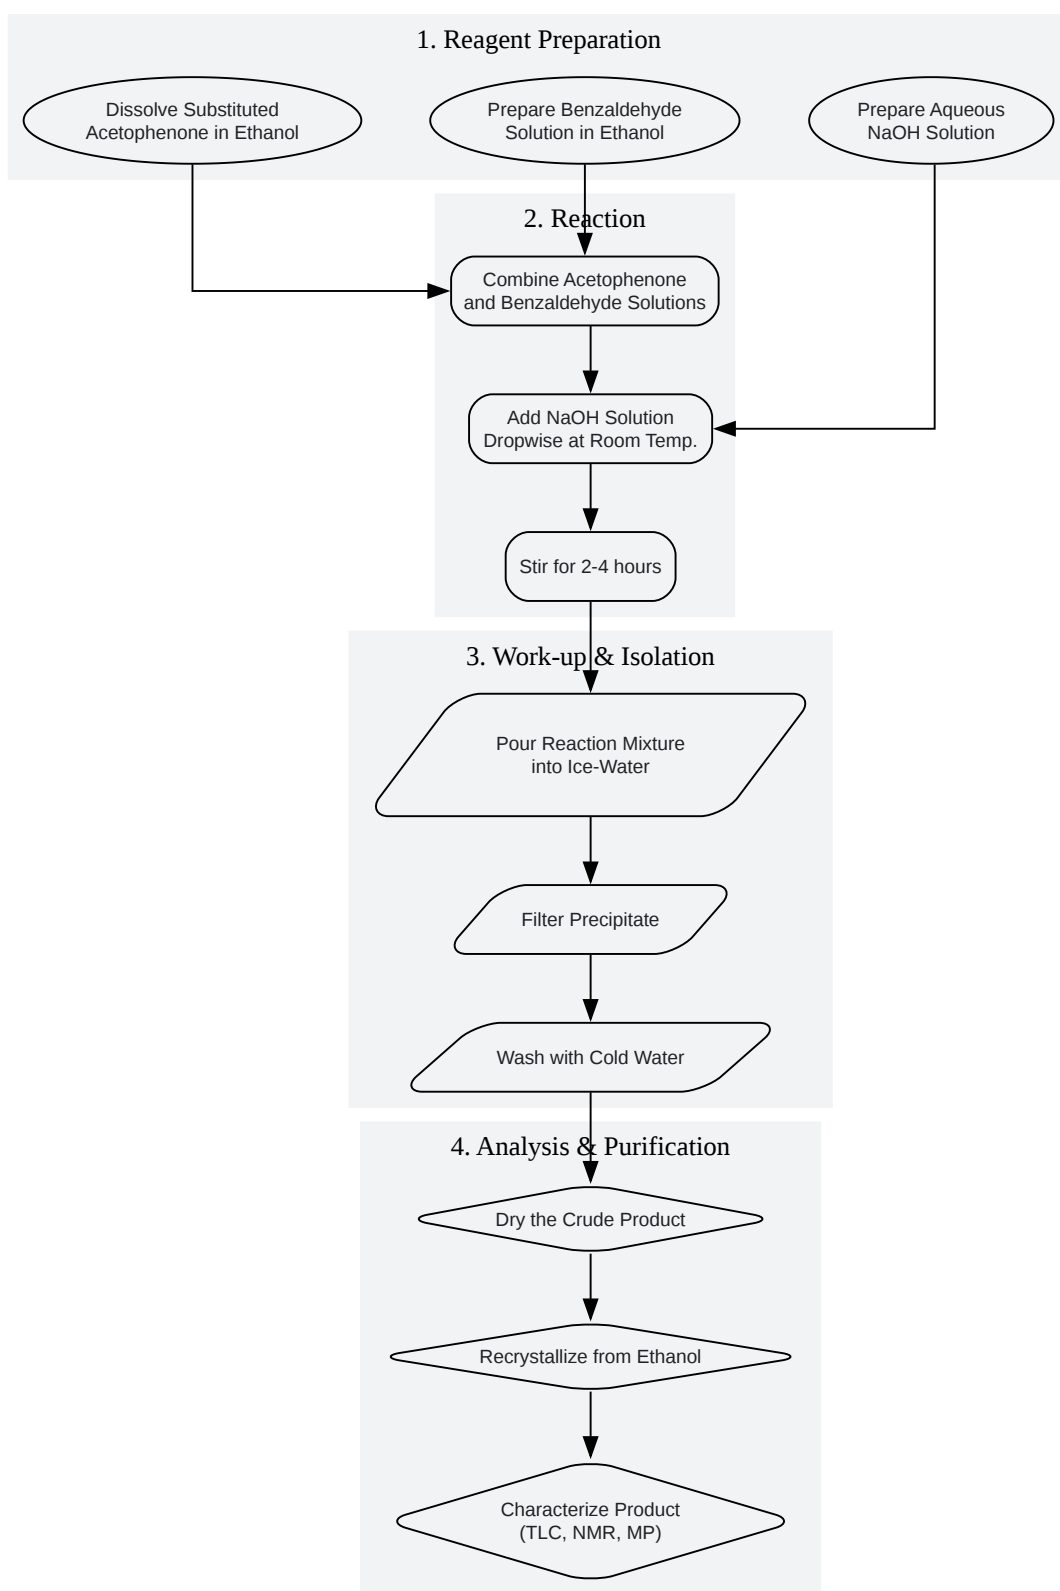 1. Reagent Preparation
Dissolve Substituted
Acetophenone in Ethanol
Prepare Benzaldehyde
Solution in Ethanol
Prepare Aqueous
NaOH Solution
2. Reaction
Combine Acetophenone
and Benzaldehyde Solutions
Add NaOH Solution
Dropwise at Room Temp.
Stir for 2-4 hours
3. Work-up & Isolation
Pour Reaction Mixture
into Ice-Water
Filter Precipitate
Wash with Cold Water
4. Analysis & Purification
Dry the Crude Product
Recrystallize from Ethanol
Characterize Product
(TLC, NMR, MP)